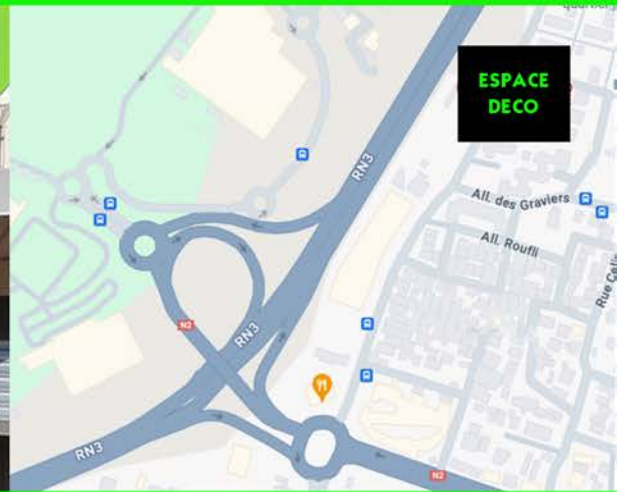 ESPACE
DECO
RN3
All. des Graviers
All. Roufli
N2
RN3
RN3
N2